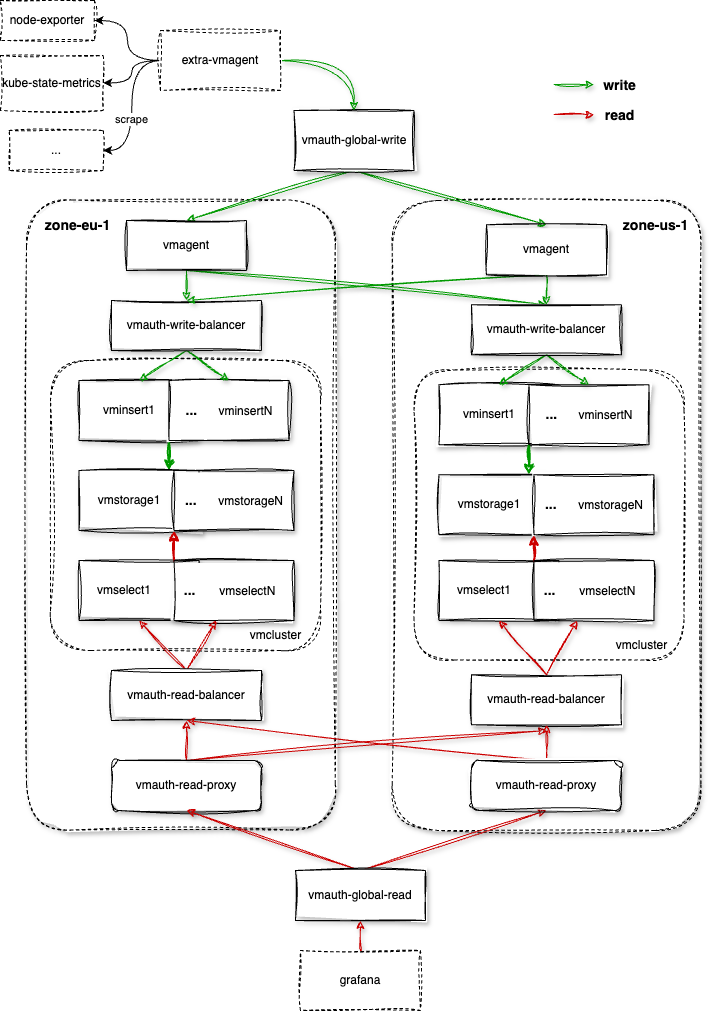 node-exporter
extra-vmagent
kube-state-metrics
write
scrape
read
vmauth-global-write
...
zone-eu-1
zone-us-1
vmagent
vmagent
vmauth-write-balancer
vmauth-write-balancer
vminsert1 ... vminsertN
vminsert1 ... vminsertN
vmstorage1 ... vmstorageN
vmstorage1 ... vmstorageN
vmselect1 ... vmselectN
vmselect1 ... vmselectN
vmcluster
vmcluster
vmauth-read-balancer
vmauth-read-balancer
vmauth-read-proxy
vmauth-read-proxy
vmauth-global-read
grafana